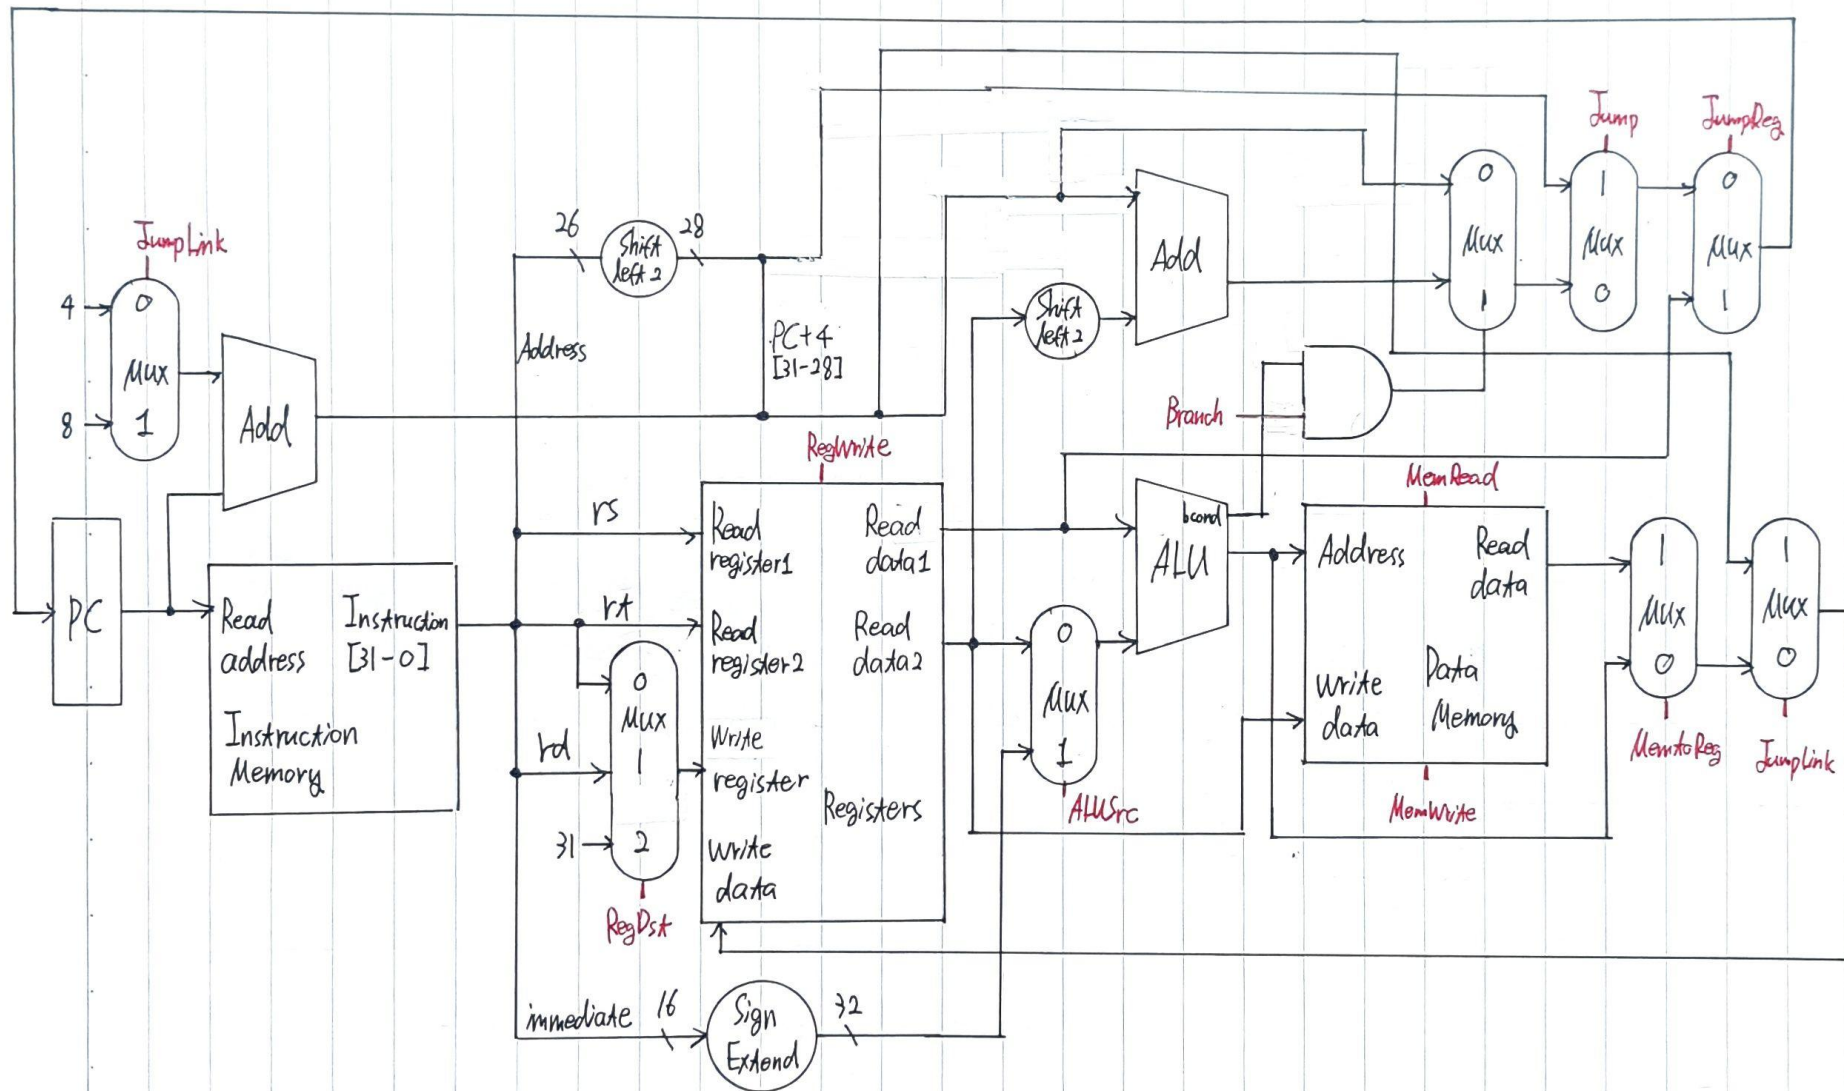 JumpLink
4
0
Mux
8
1
Add
PC
Read
address
Instruction
[31-0]
Instruction
Memory
Address
26
Shift
left 2
28
PC+4
[31-28]
rs
rt
rd
0
Mux
1
31
2
RegDst
immediate
16
Sign
Extend
32
RegWrite
Read
register1
Read
data1
Read
register2
Read
data2
Write
register
Registers
Write
data
Shift
left 2
Add
0
Mux
1
ALUSrc
bcond
ALU
Branch
0
Mux
1
Jump
1
Mux
0
JumpReg
0
Mux
1
MemRead
Address
Read
data
Write
data
Data
Memory
MemWrite
1
Mux
0
MemtoReg
1
Mux
0
JumpLink